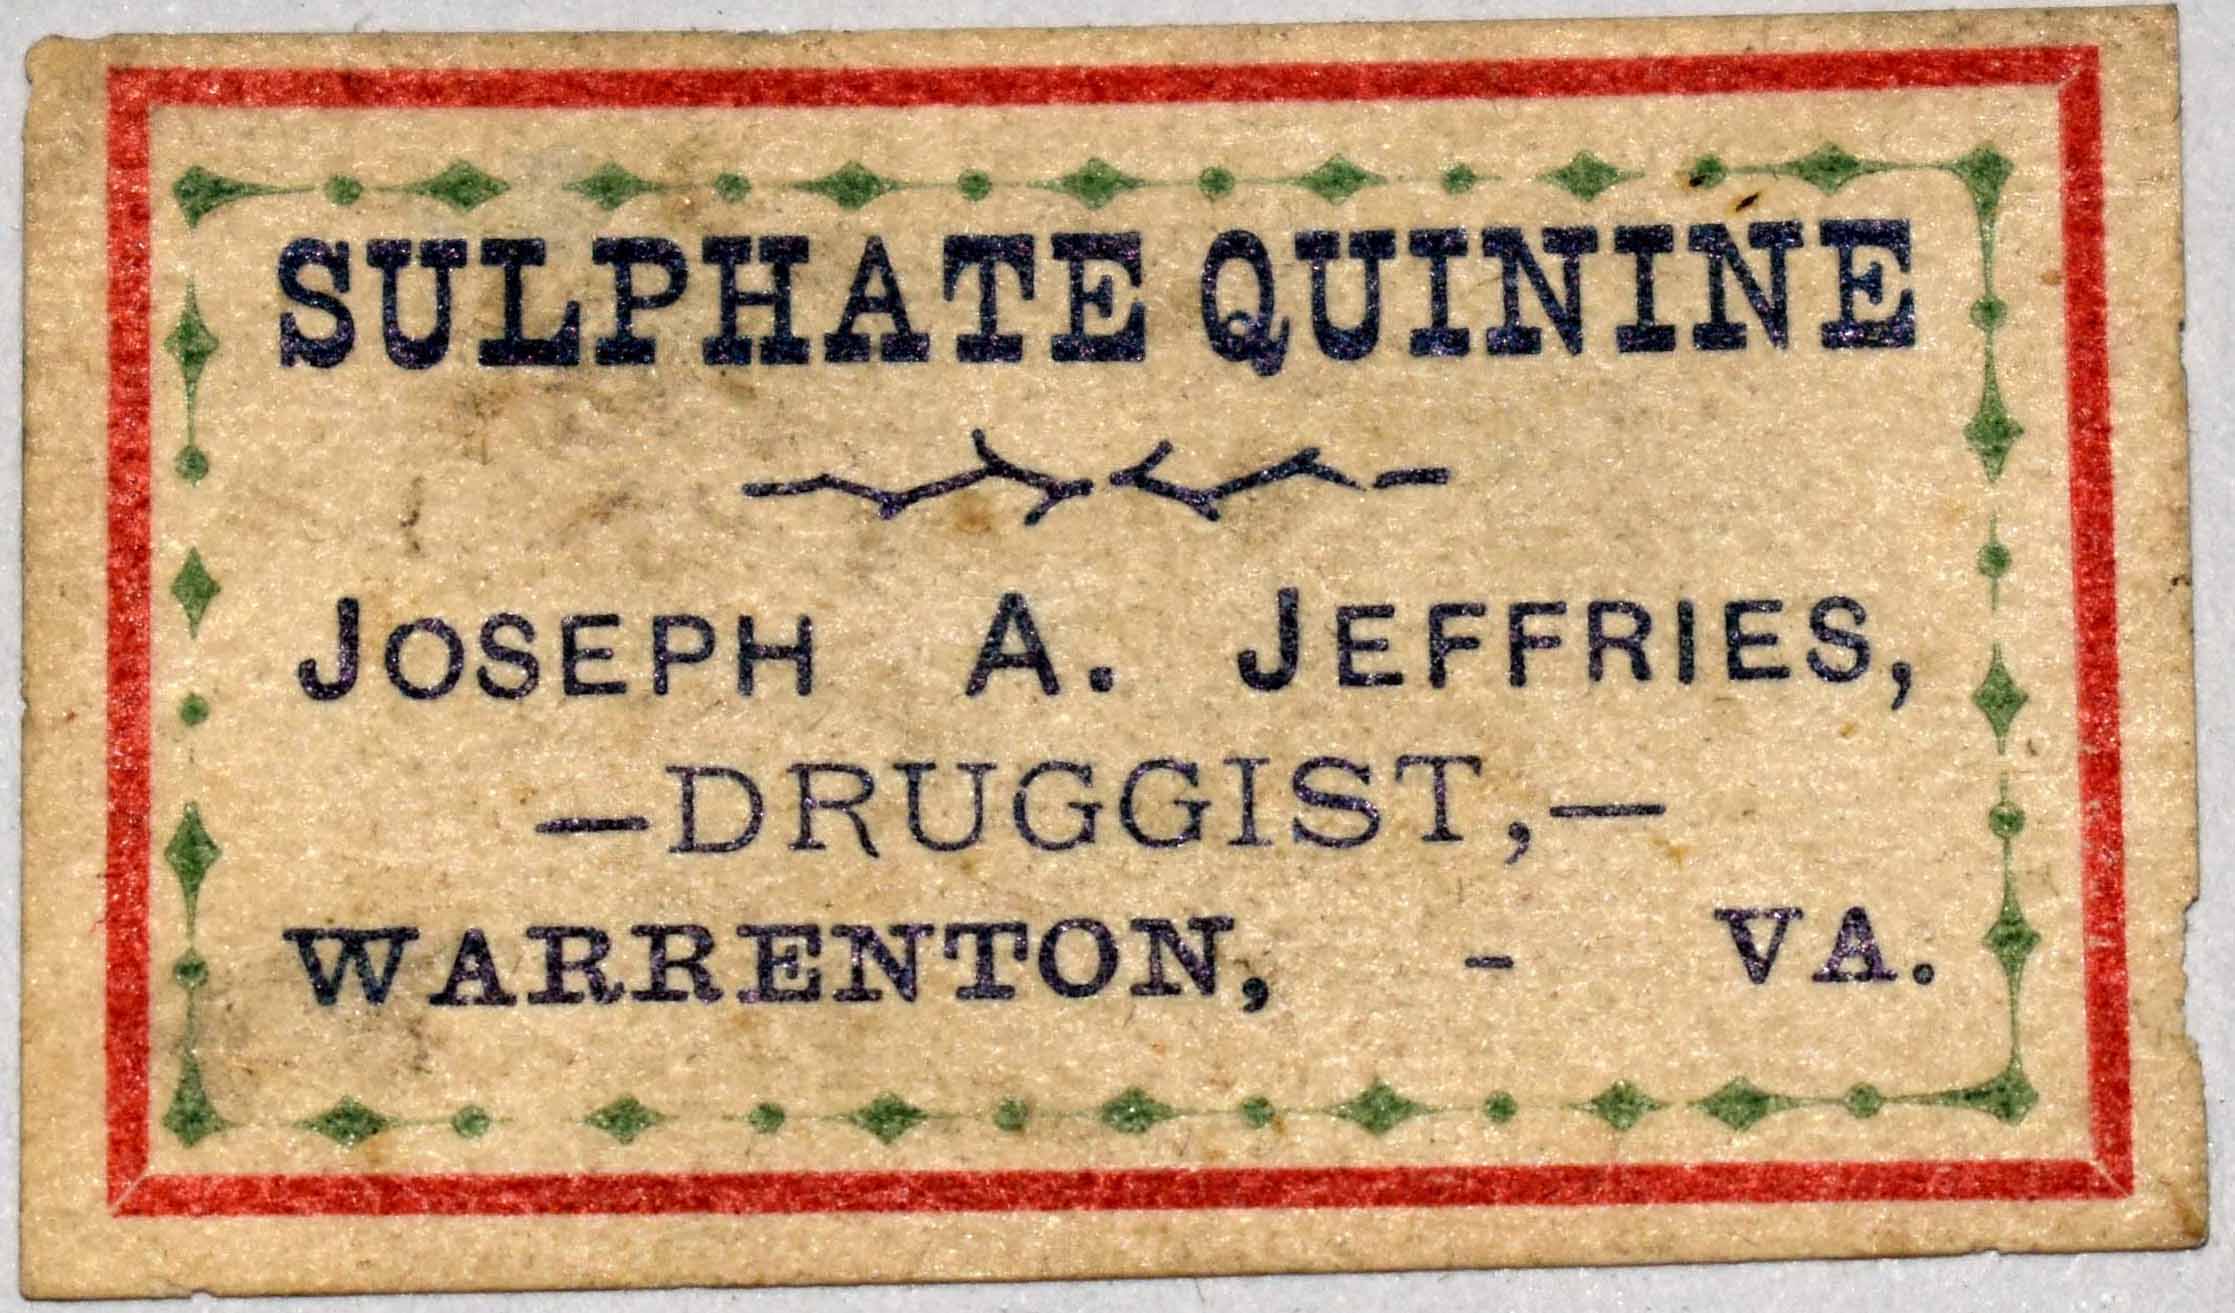 SULPHATE QUININE
JOSEPH A. JEFFRIES,
—DRUGGIST,—
WARRENTON, - VA.